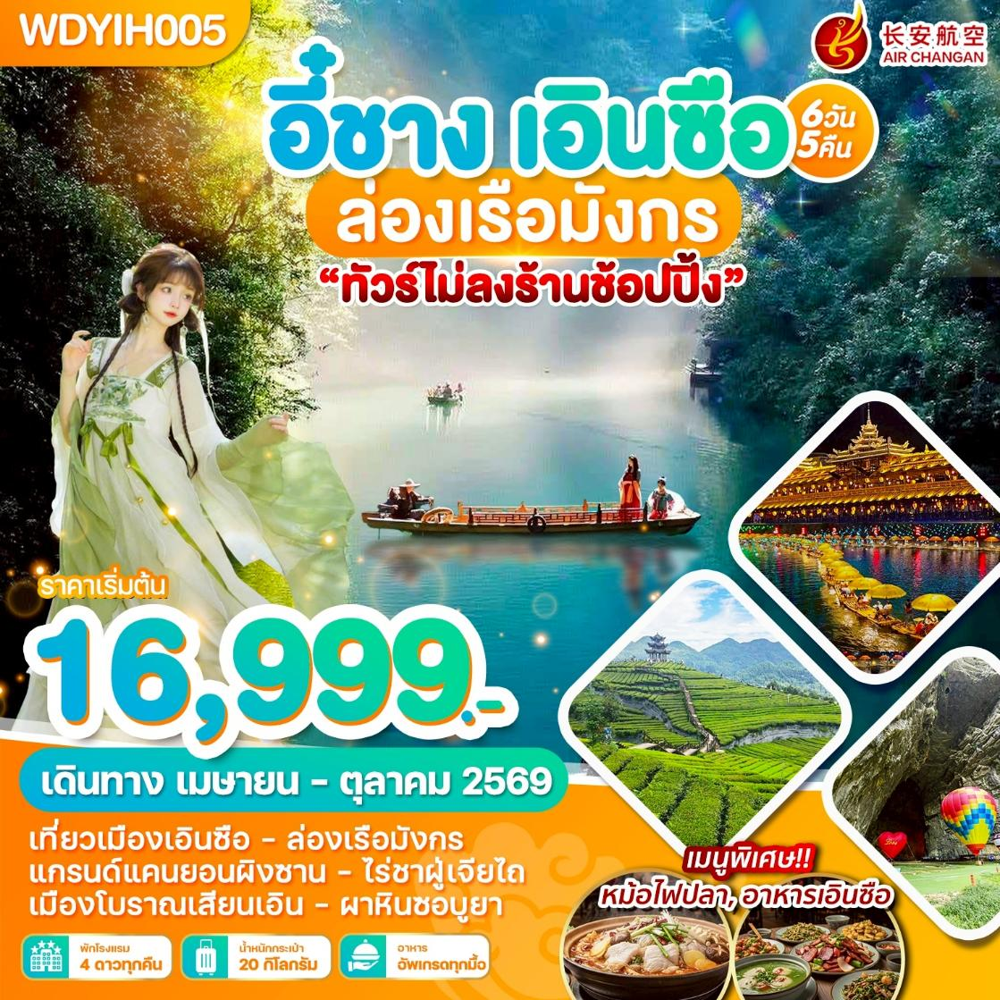 WDYIH005
长安航空
AIR CHANGAN
อี๋ชาง เอินซือ
6วัน
5คืน
ล่องเรือมังกร
“ทัวร์ไม่ลงร้านช้อปปิ้ง”
ราคาเริ่มต้น
16,999.-
เดินทาง เมษายน - ตุลาคม 2569
เที่ยวเมืองเอินซือ - ล่องเรือมังกร
แกรนด์แคนยอนผิงซาน - ไร่ชาฝู่เจียไถ
เมืองโบราณเสียนเอิน - ผาหินซอปูยา
เมนูพิเศษ!!
หม้อไฟปลา, อาหารเอินซือ
พักโรงแรม
4 ดาวทุกคืน
น้ำหนักกระเป๋า
20 กิโลกรัม
อาหาร
อัพเกรดทุกมื้อ